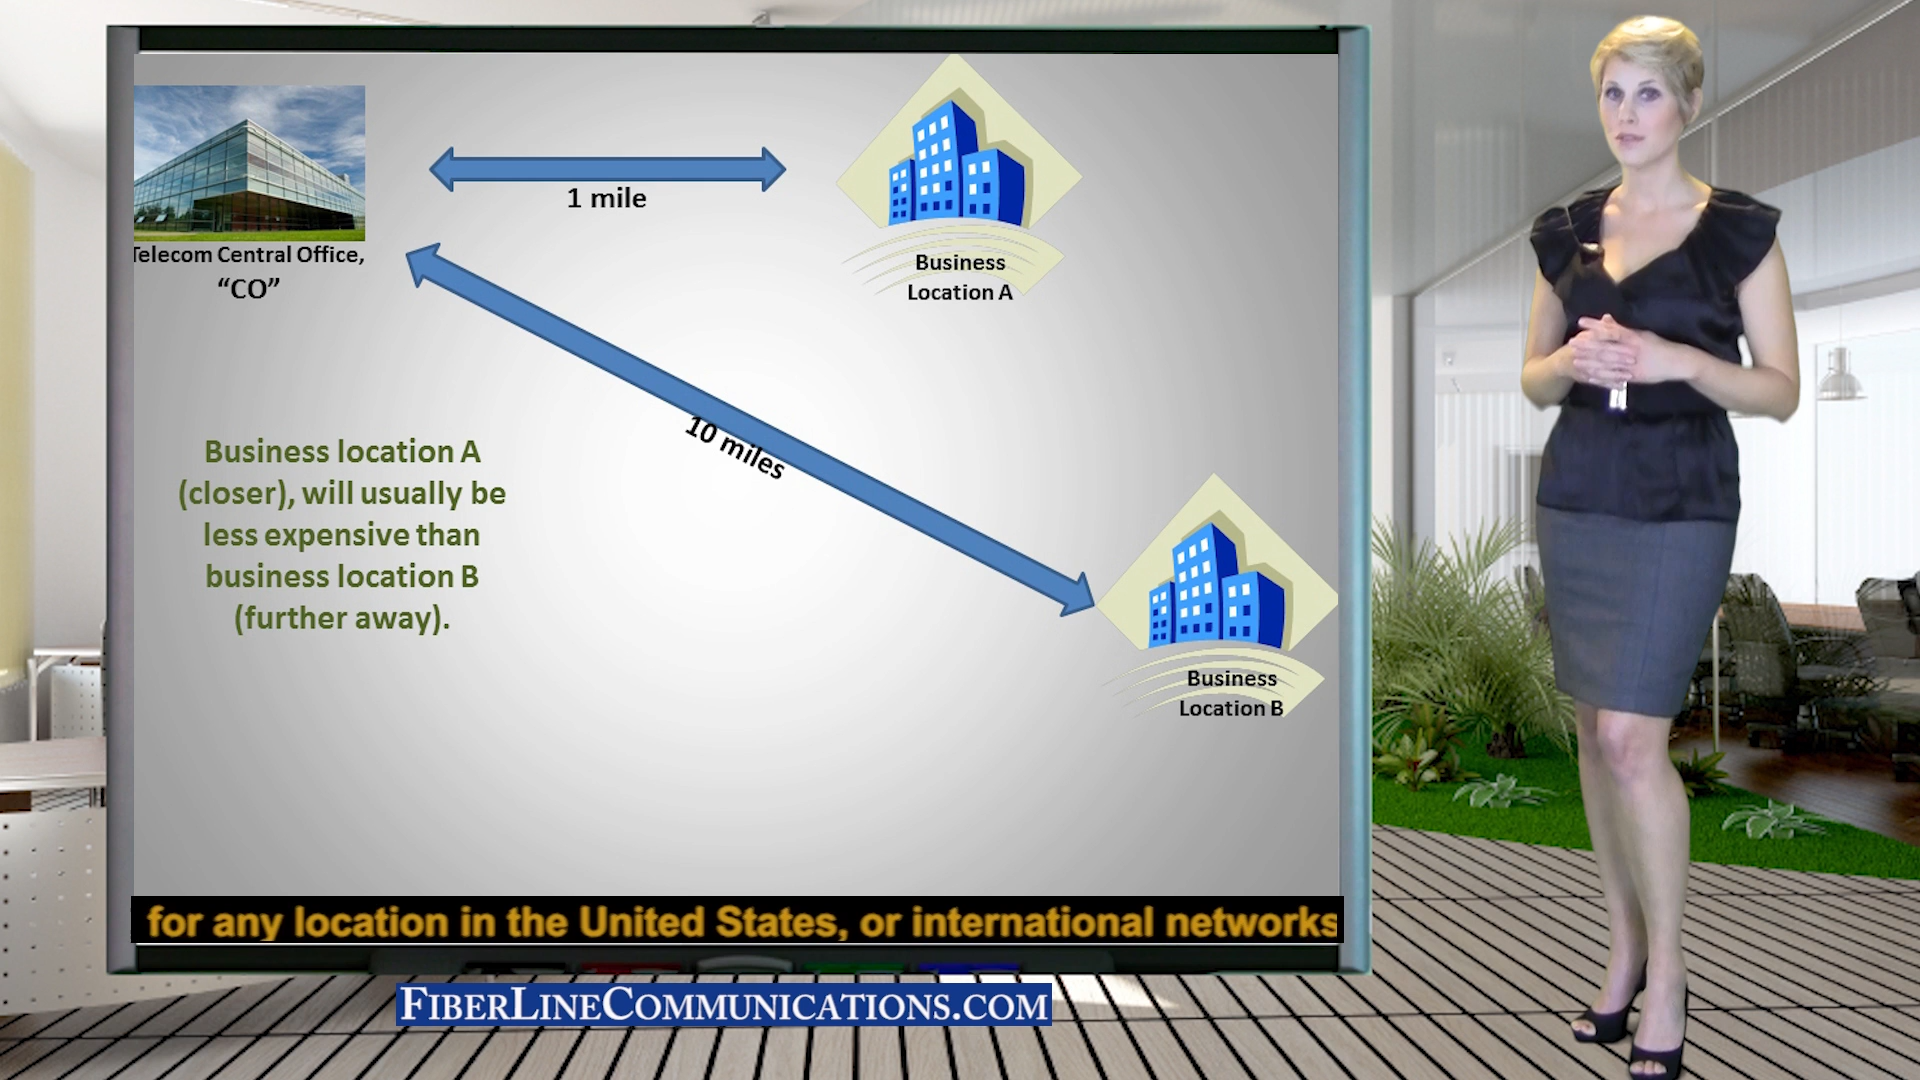 1 mile
Telecom Central Office,
“CO”
Business
Location A
10 miles
Business location A
(closer), will usually be
less expensive than
business location B
(further away).
Business
Location B
for any location in the United States, or international networks
FIBERLINECOMMUNICATIONS.COM